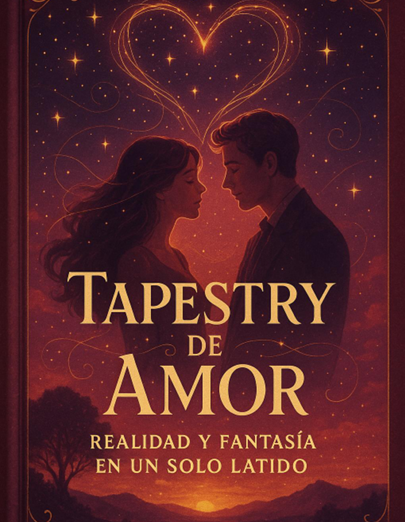 TAPESTRY
DE
AMOR
REALIDAD Y FANTASÍA
EN UN SOLO LATIDO